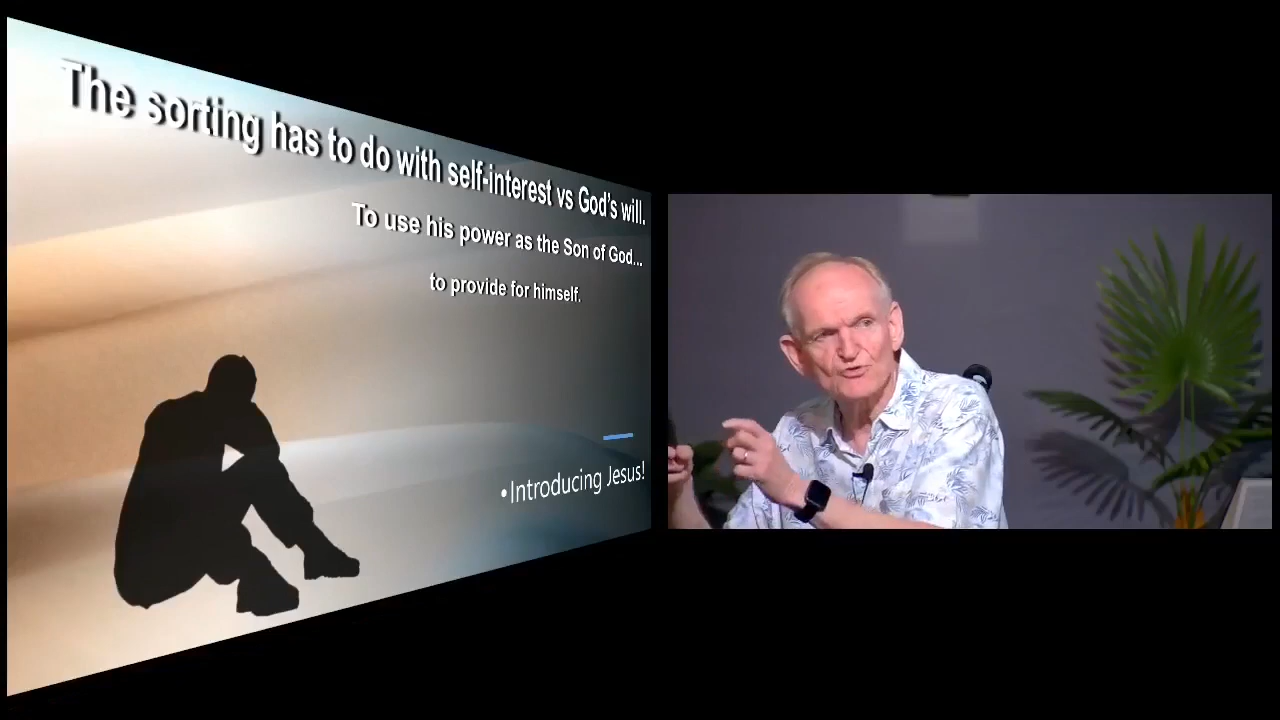 The sorting has to do with self-interest vs God's will.
To use his power as the Son of God...
to provide for himself.
•Introducing Jesus!